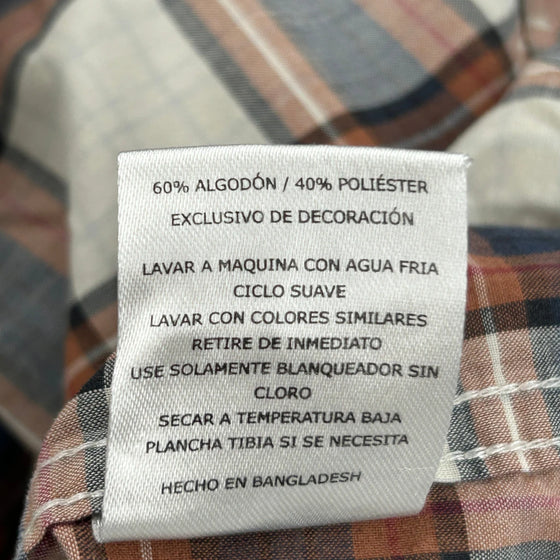 60% ALGODÓN / 40% POLIÉSTER
EXCLUSIVO DE DECORACIÓN
LAVAR A MAQUINA CON AGUA FRIA
CICLO SUAVE
LAVAR CON COLORES SIMILARES
RETIRE DE INMEDIATO
USE SOLAMENTE BLANQUEADOR SIN
CLORO
SECAR A TEMPERATURA BAJA
PLANCHA TIBIA SI SE NECESITA
HECHO EN BANGLADESH